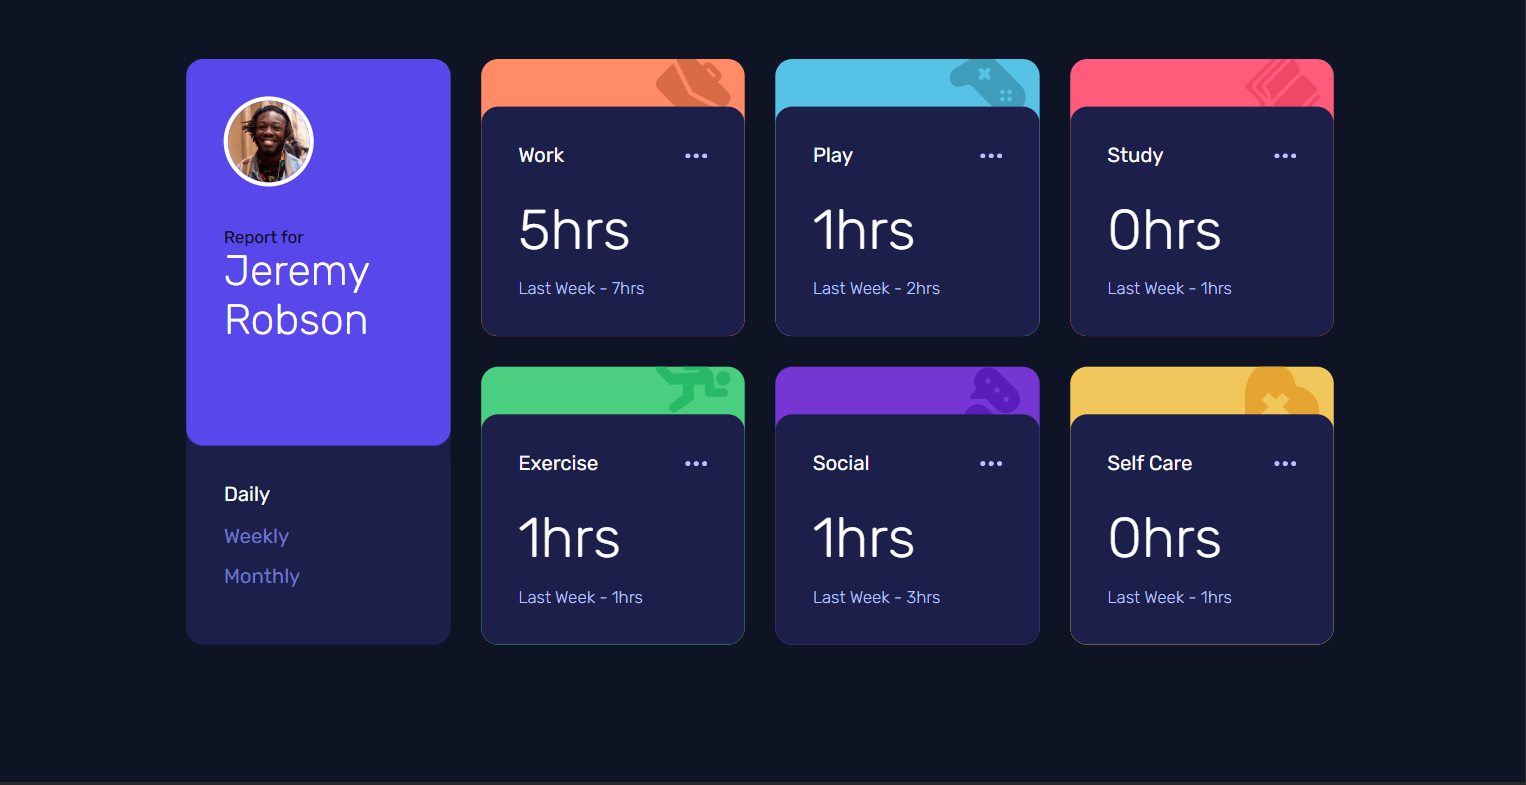 Report for
Jeremy
Robson
Daily
Weekly
Monthly
Work
5hrs
Last Week - 7hrs
Play
1hrs
Last Week - 2hrs
Study
0hrs
Last Week - 1hrs
Exercise
1hrs
Last Week - 1hrs
Social
1hrs
Last Week - 3hrs
Self Care
0hrs
Last Week - 1hrs